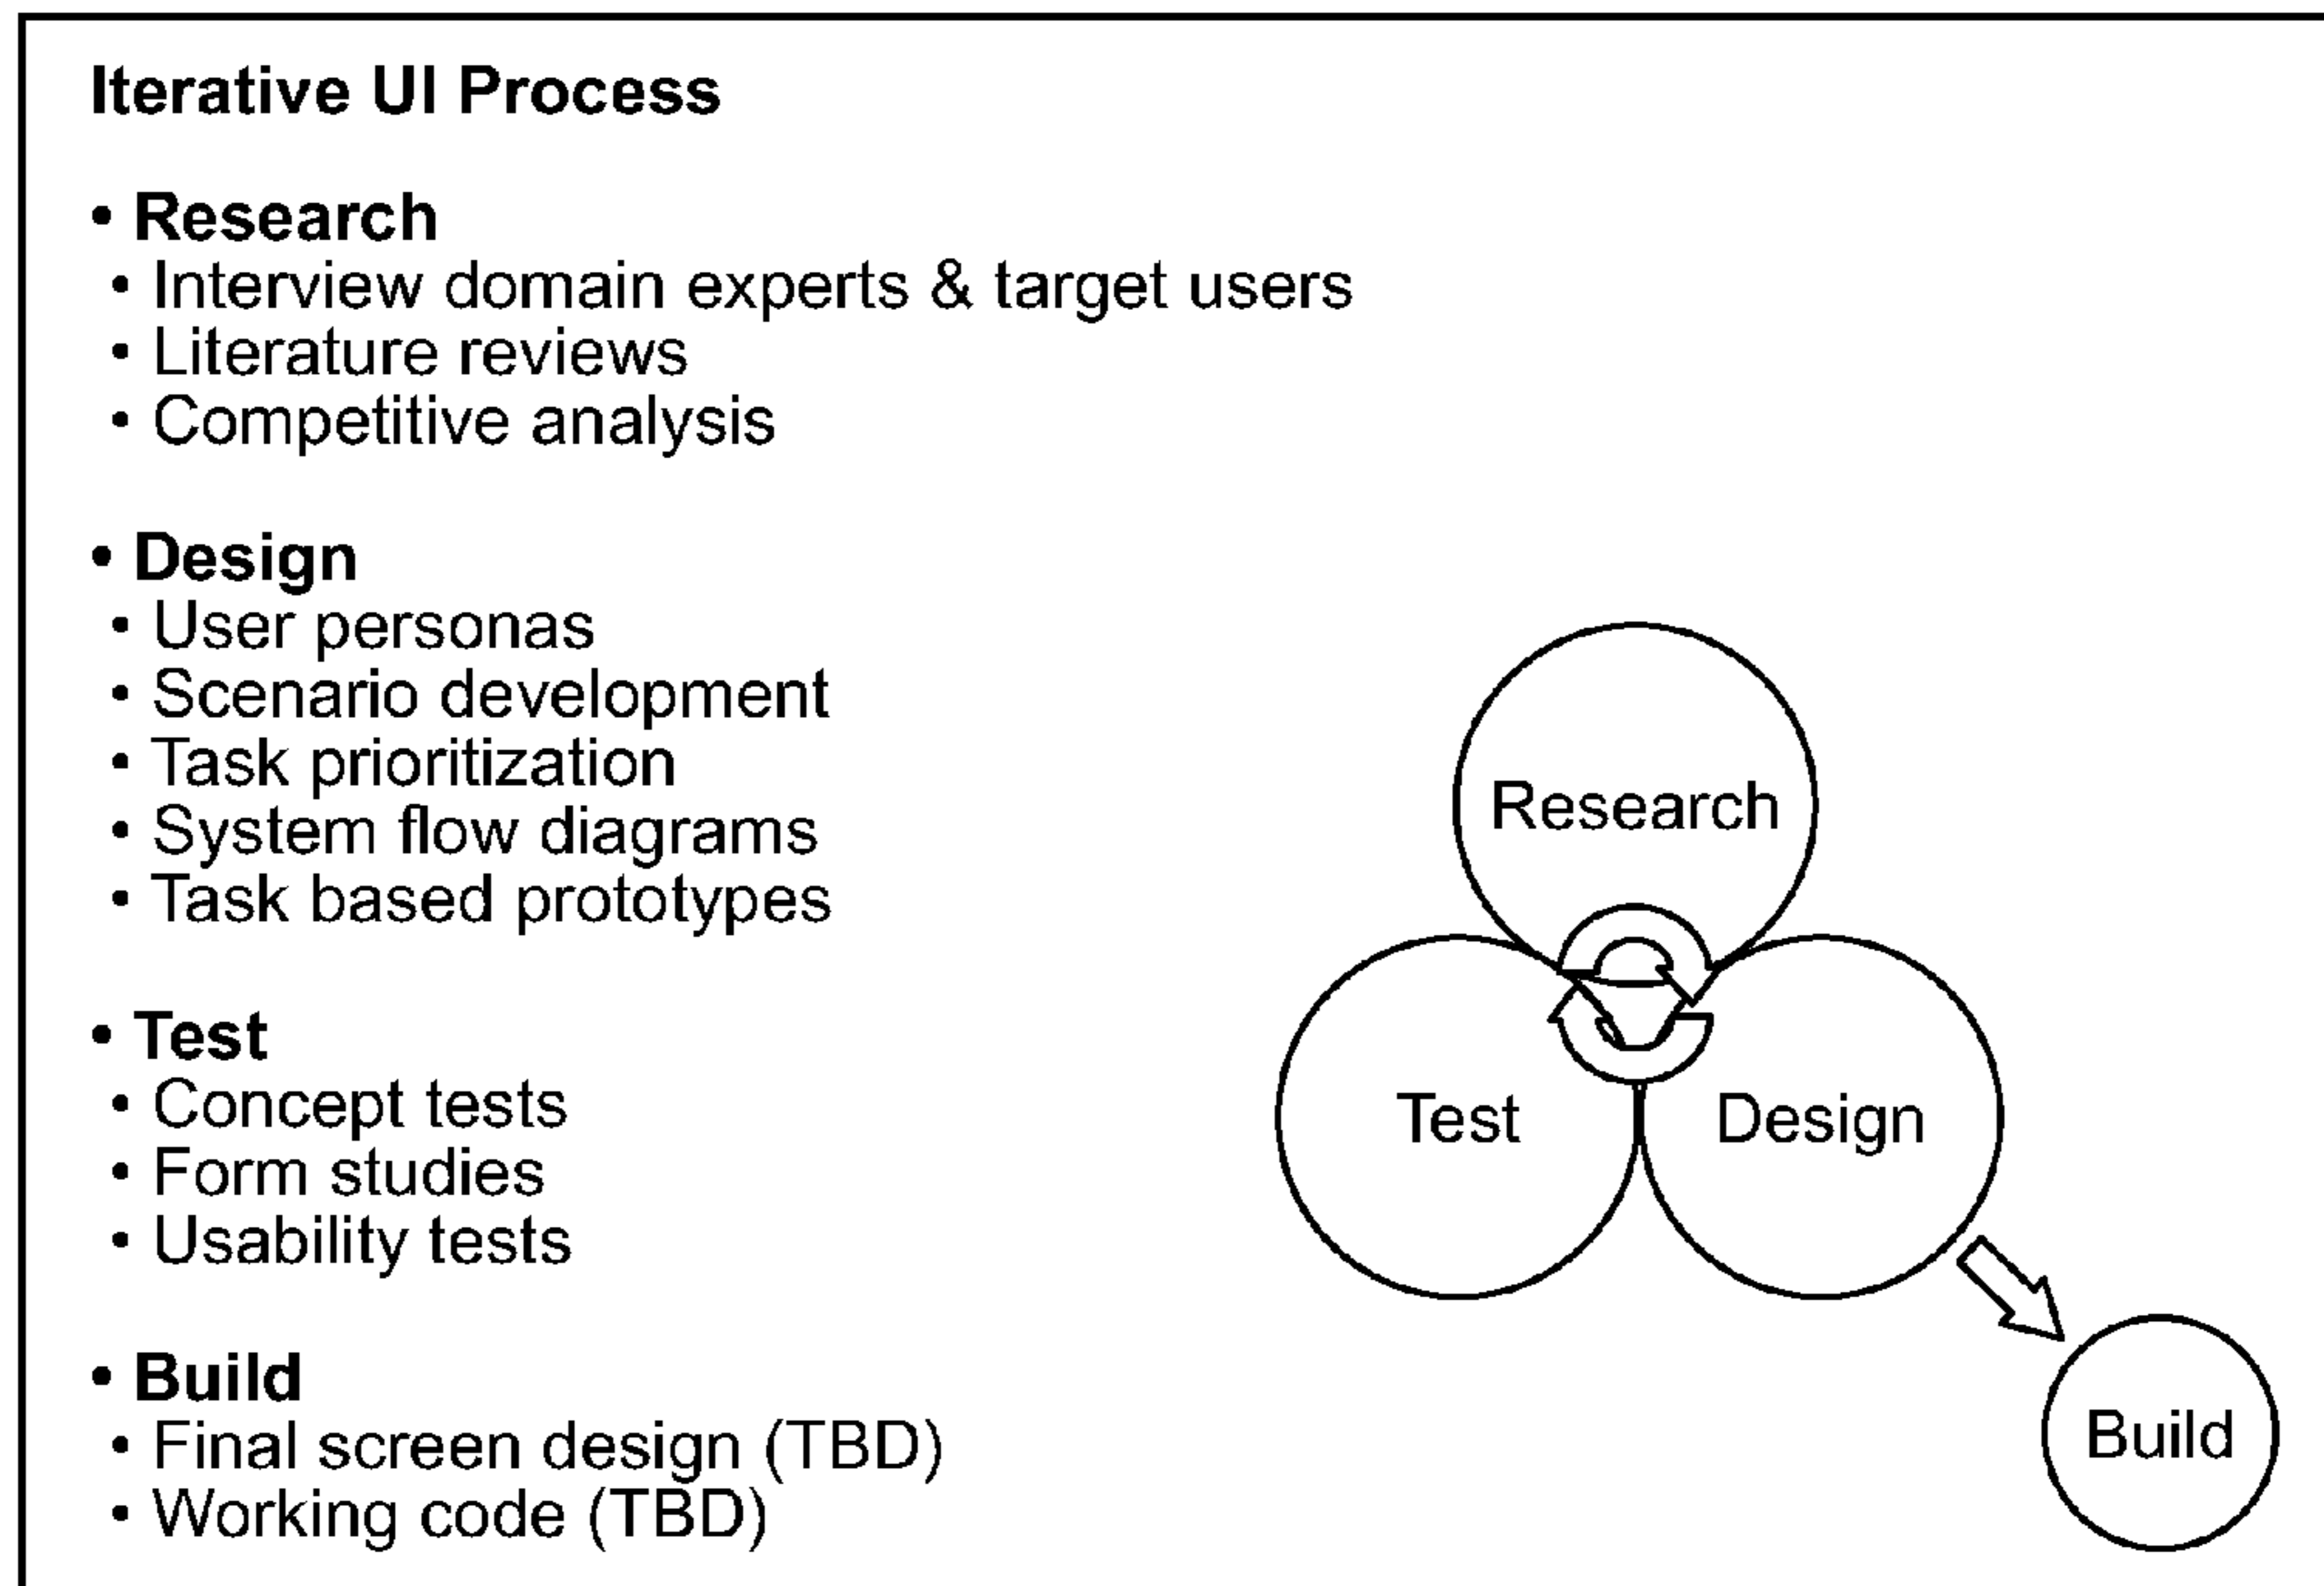 Iterative UI Process
• Research
• Interview domain experts & target users
• Literature reviews
• Competitive analysis
• Design
• User personas
• Scenario development
• Task prioritization
• System flow diagrams
• Task based prototypes
• Test
• Concept tests
• Form studies
• Usability tests
• Build
• Final screen design (TBD)
• Working code (TBD)
Research
Test
Design
Build